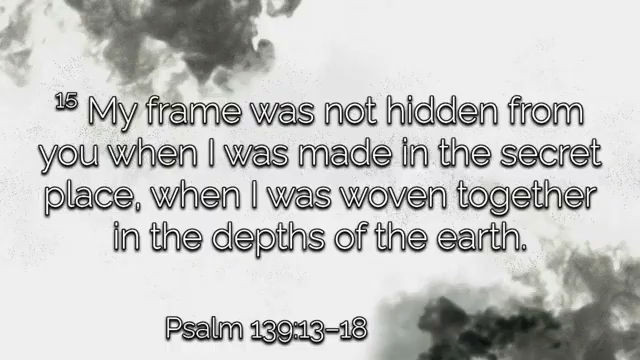 15 My frame was not hidden from
you when I was made in the secret
place, when I was woven together
in the depths of the earth.
Psalm 139:13–18